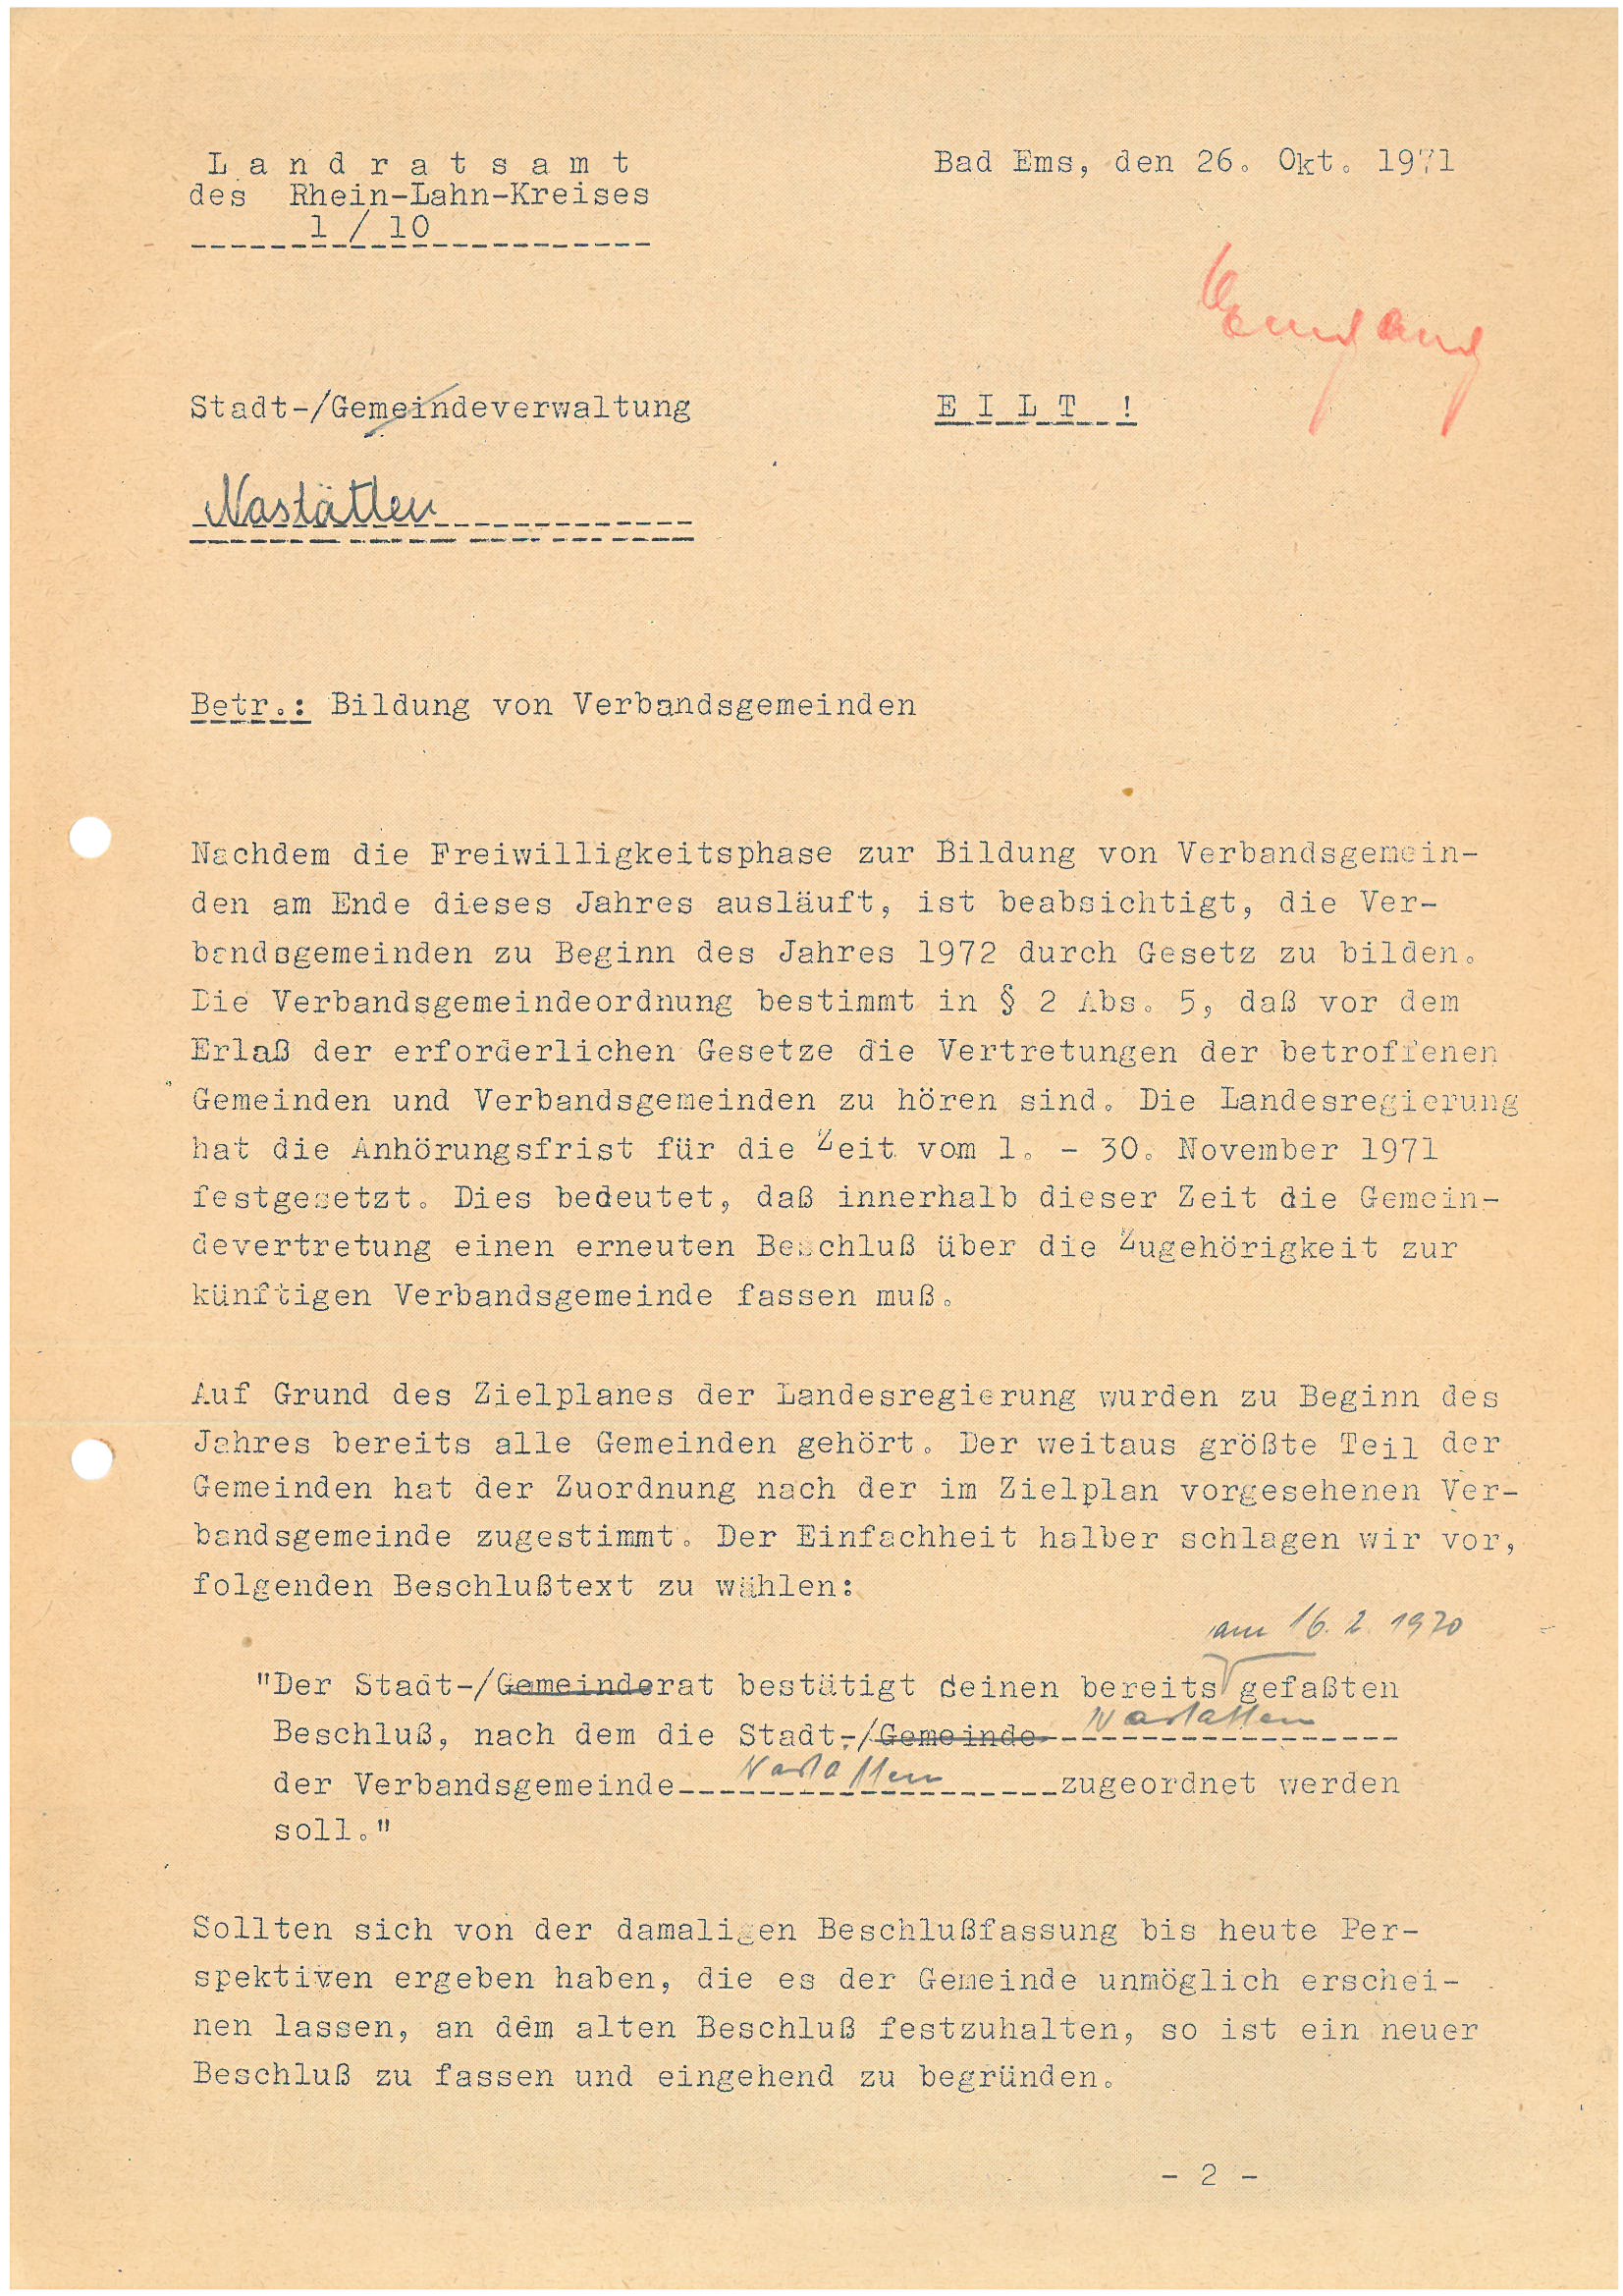 L a n d r a t s a m t
des Rhein-Lahn-Kreises
1 / 10
Bad Ems, den 26. Okt. 1971
Stadt-/Gemeindeverwaltung
E I L T !
Nastätten
Betr.: Bildung von Verbandsgemeinden
Nachdem die Freiwilligkeitsphase zur Bildung von Verbandsgemein-
den am Ende dieses Jahres ausläuft, ist beabsichtigt, die Ver-
bandsgemeinden zu Beginn des Jahres 1972 durch Gesetz zu bilden.
Die Verbandsgemeindeordnung bestimmt in § 2 Abs. 5, daß vor dem
Erlaß der erforderlichen Gesetze die Vertretungen der betroffenen
Gemeinden und Verbandsgemeinden zu hören sind. Die Landesregierung
hat die Anhörungsfrist für die Zeit vom 1. - 30. November 1971
festgesetzt. Dies bedeutet, daß innerhalb dieser Zeit die Gemein-
devertretung einen erneuten Beschluß über die Zugehörigkeit zur
künftigen Verbandsgemeinde fassen muß.
Auf Grund des Zielplanes der Landesregierung wurden zu Beginn des
Jahres bereits alle Gemeinden gehört. Der weitaus größte Teil der
Gemeinden hat der Zuordnung nach der im Zielplan vorgesehenen Ver-
bandsgemeinde zugestimmt. Der Einfachheit halber schlagen wir vor,
folgenden Beschlußtext zu wählen:
am 16. 2. 1970
"Der Stadt-/Gemeinderat bestätigt deinen bereits gefaßten
Beschluß, nach dem die Stadt-/Gemeinde Nastätten
der Verbandsgemeinde Nastätten zugeordnet werden
soll."
Sollten sich von der damaligen Beschlußfassung bis heute Per-
spektiven ergeben haben, die es der Gemeinde unmöglich erschei-
nen lassen, an dem alten Beschluß festzuhalten, so ist ein neuer
Beschluß zu fassen und eingehend zu begründen.
- 2 -